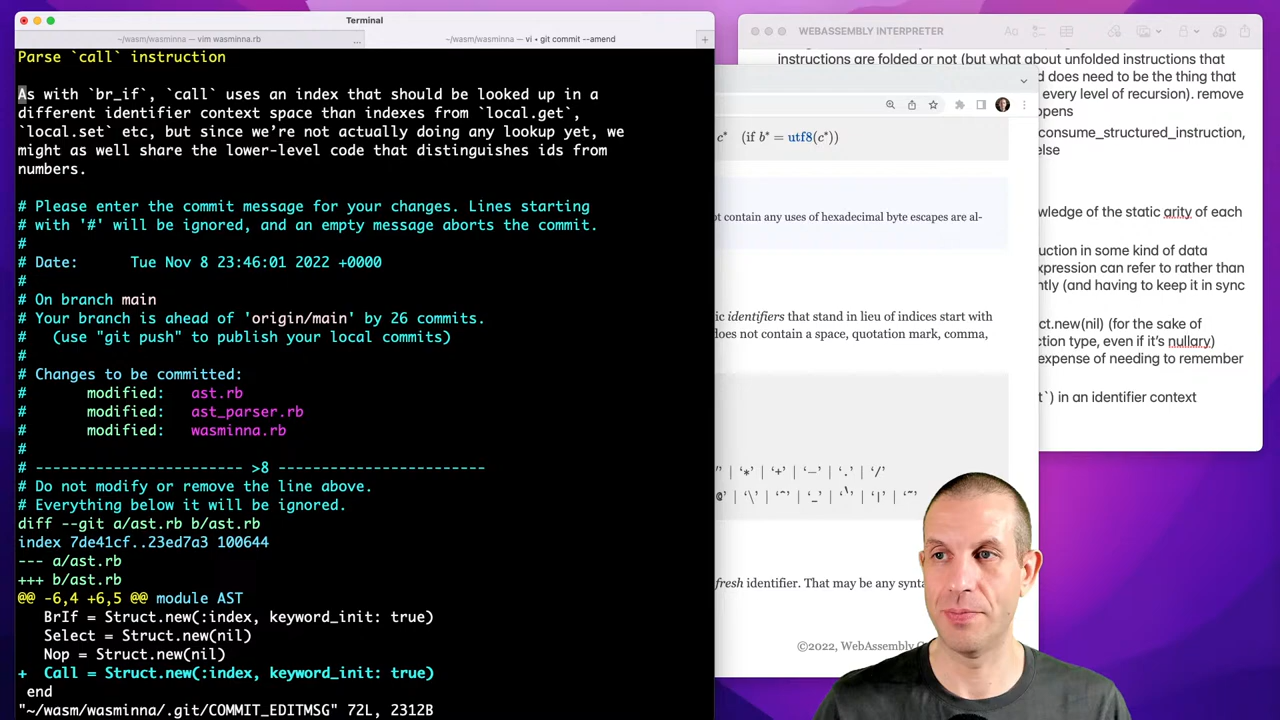 Terminal
~/wasm/wasminna — vim wasminna.rb
...
~/wasm/wasminna — vi • git commit --amend
+
Parse `call` instruction
As with `br_if`, `call` uses an index that should be looked up in a
different identifier context space than indexes from `local.get`,
`local.set` etc, but since we’re not actually doing any lookup yet, we
might as well share the lower-level code that distinguishes ids from
numbers.
# Please enter the commit message for your changes. Lines starting
# with '#' will be ignored, and an empty message aborts the commit.
#
# Date:      Tue Nov 8 23:46:01 2022 +0000
#
# On branch main
# Your branch is ahead of 'origin/main' by 26 commits.
#   (use "git push" to publish your local commits)
#
# Changes to be committed:
#       modified:   ast.rb
#       modified:   ast_parser.rb
#       modified:   wasminna.rb
#
# ------------------------ >8 ------------------------
# Do not modify or remove the line above.
# Everything below it will be ignored.
diff --git a/ast.rb b/ast.rb
index 7de41cf..23ed7a3 100644
--- a/ast.rb
+++ b/ast.rb
@@ -6,4 +6,5 @@ module AST
   BrIf = Struct.new(:index, keyword_init: true)
   Select = Struct.new(nil)
   Nop = Struct.new(nil)
+  Call = Struct.new(:index, keyword_init: true)
 end
"~/wasm/wasminna/.git/COMMIT_EDITMSG" 72L, 2312B
c* (if b* = utf8(c*))
ot contain any uses of hexadecimal byte escapes are al-
ic identifiers that stand in lieu of indices start with
does not contain a space, quotation mark, comma,
| ‘*’ | ‘+’ | ‘−’ | ‘.’ | ‘/’
| ‘\’ | ‘^’ | ‘_’ | ‘`’ | ‘|’ | ‘~’
fresh identifier. That may be any synta
©2022, WebAssembly
WEBASSEMBLY INTERPRETER
Aa
instructions are folded or not (but what about unfolded instructions that
d does need to be the thing that
every level of recursion). remove
opens
consume_structured_instruction,
else
wledge of the static arity of each
uction in some kind of data
expression can refer to rather than
ntly (and having to keep it in sync
ct.new(nil) (for the sake of
ction type, even if it’s nullary)
expense of needing to remember
t`) in an identifier context